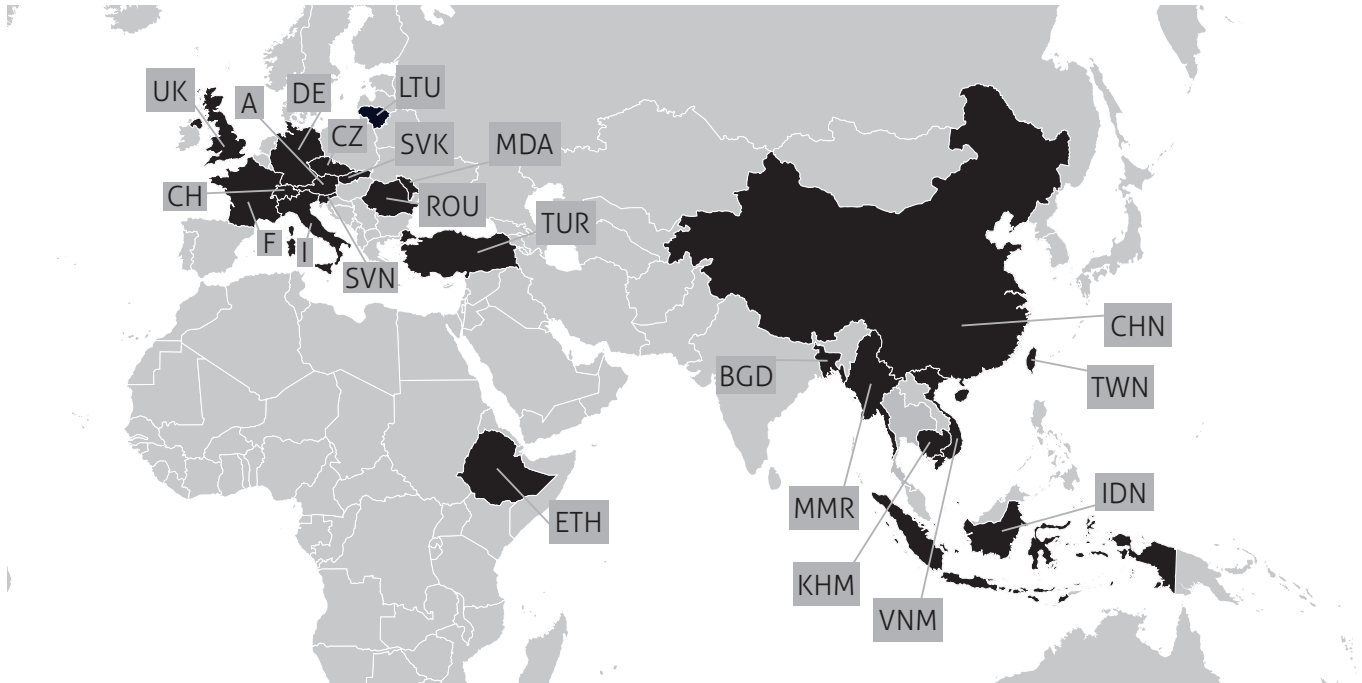 UK
A
DE
LTU
CZ
SVK
MDA
CH
ROU
F
I
TUR
SVN
CHN
BGD
TWN
MMR
IDN
ETH
KHM
VNM